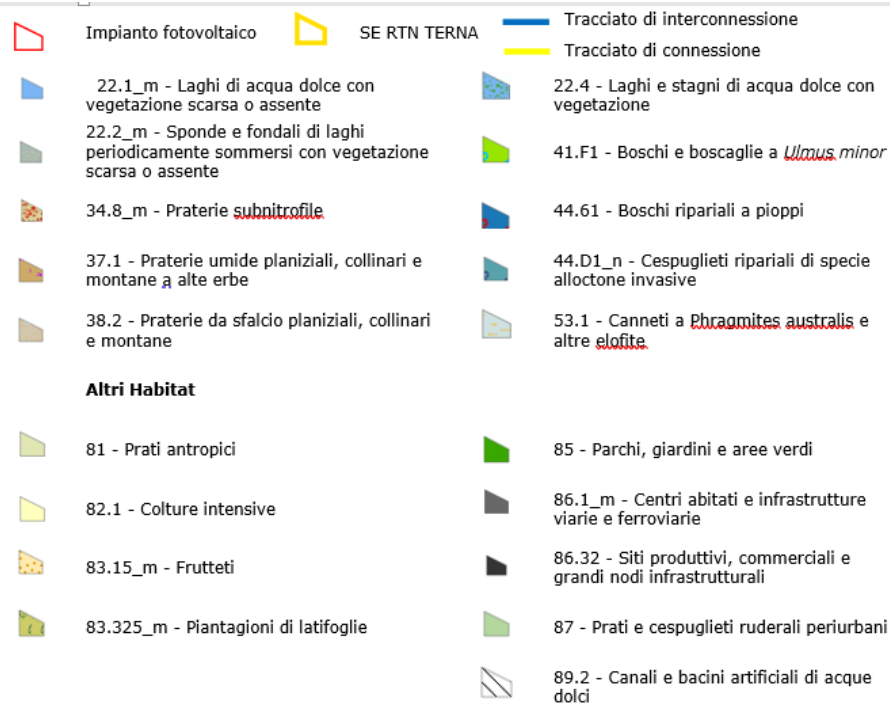 Impianto fotovoltaico
SE RTN TERNA
Tracciato di interconnessione
Tracciato di connessione
22.1_m - Laghi di acqua dolce con
vegetazione scarsa o assente
22.2_m - Sponde e fondali di laghi
periodicamente sommersi con vegetazione
scarsa o assente
34.8_m - Praterie subnitrofile
37.1 - Praterie umide planiziali, collinari e
montane a alte erbe
38.2 - Praterie da sfalcio planiziali, collinari
e montane
22.4 - Laghi e stagni di acqua dolce con
vegetazione
41.F1 - Boschi e boscaglie a Ulmus minor
44.61 - Boschi ripariali a pioppi
44.D1_n - Cespuglieti ripariali di specie
alloctone invasive
53.1 - Canneti a Phragmites australis e
altre elofite
Altri Habitat
81 - Prati antropici
82.1 - Colture intensive
83.15_m - Frutteti
83.325_m - Piantagioni di latifoglie
85 - Parchi, giardini e aree verdi
86.1_m - Centri abitati e infrastrutture
viarie e ferroviarie
86.32 - Siti produttivi, commerciali e
grandi nodi infrastrutturali
87 - Prati e cespuglieti ruderali periurbani
89.2 - Canali e bacini artificiali di acque
dolci